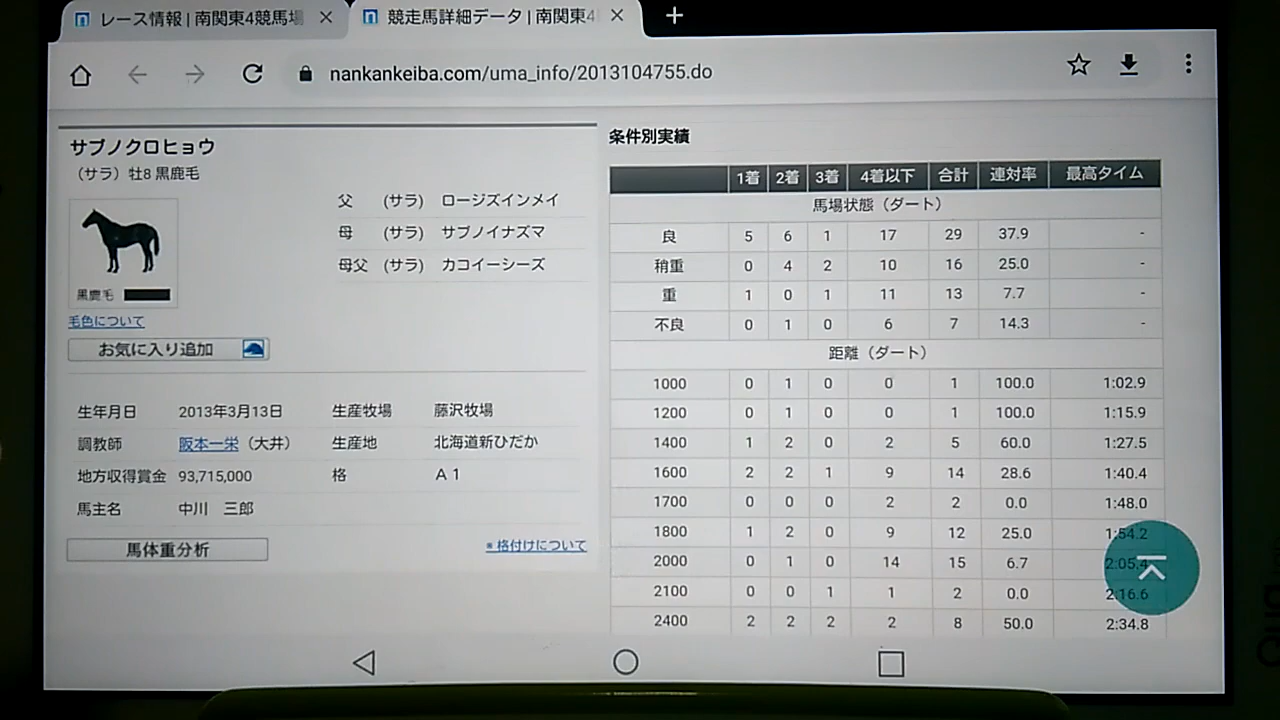 レース情報 | 南関東4競馬場
競走馬詳細データ | 南関東4
nankankeiba.com/uma_info/2013104755.do
サブノクロヒョウ
（サラ）牡8 黒鹿毛
父 (サラ) ロージズインメイ
母 (サラ) サブノイナズマ
母父 (サラ) カコイーシーズ
黒鹿毛
毛色について
お気に入り追加
生年月日 2013年3月13日 生産牧場 藤沢牧場
調教師 阪本一栄（大井） 生産地 北海道新ひだか
地方収得賞金 93,715,000 格 A1
馬主名 中川 三郎
馬体重分析
※格付けについて
条件別実績
1着 2着 3着 4着以下 合計 連対率 最高タイム
馬場状態（ダート）
良 5 6 1 17 29 37.9 -
稍重 0 4 2 10 16 25.0 -
重 1 0 1 11 13 7.7 -
不良 0 1 0 6 7 14.3 -
距離（ダート）
1000 0 1 0 0 1 100.0 1:02.9
1200 0 1 0 0 1 100.0 1:15.9
1400 1 2 0 2 5 60.0 1:27.5
1600 2 2 1 9 14 28.6 1:40.4
1700 0 0 0 2 2 0.0 1:48.0
1800 1 2 0 9 12 25.0 1:54.2
2000 0 1 0 14 15 6.7 2:05.4
2100 0 0 1 1 2 0.0 2:16.6
2400 2 2 2 2 8 50.0 2:34.8